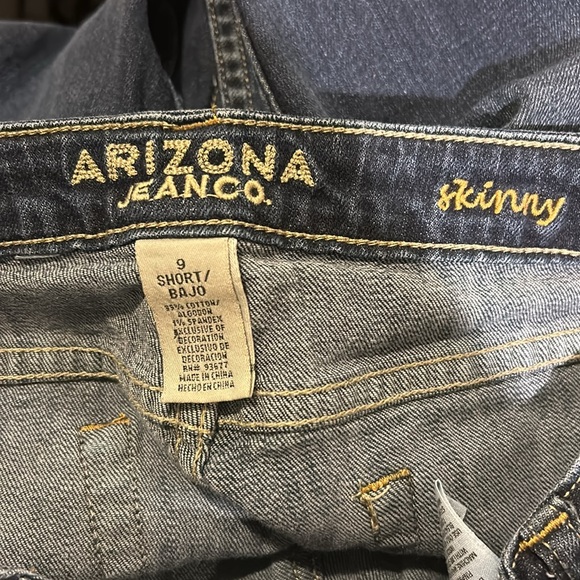 ARIZONA
JEAN CO.
skinny
9
SHORT/
BAJO
COTTON/
ALGODON
1% SPANDEX
EXCLUSIVE OF
DECORATION
EXCLUSIVO DE
DECORACION
RN# 93677
MADE IN CHINA
HECHO EN CHINA